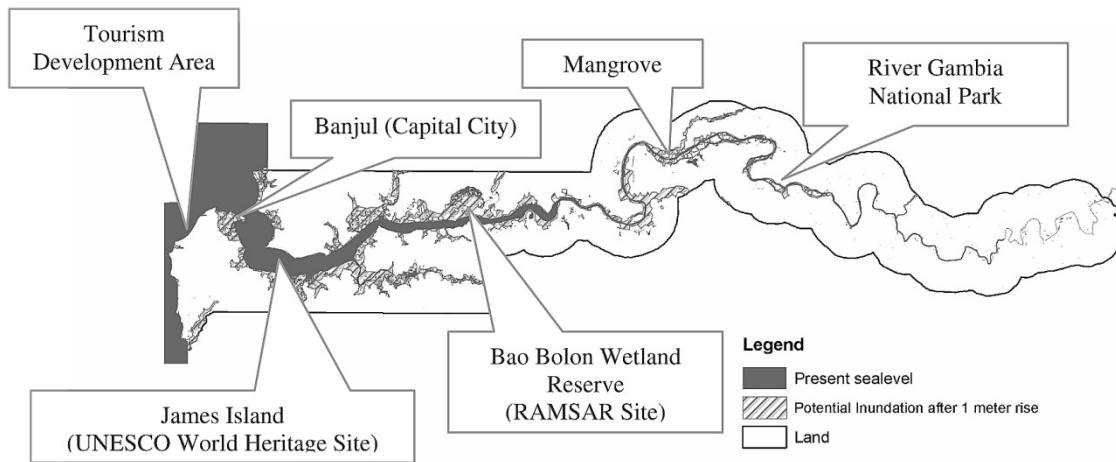 Tourism
Development Area
Banjul (Capital City)
Mangrove
River Gambia
National Park
James Island
(UNESCO World Heritage Site)
Bao Bolon Wetland
Reserve
(RAMSAR Site)
Legend
Present sealevel
Potential Inundation after 1 meter rise
Land